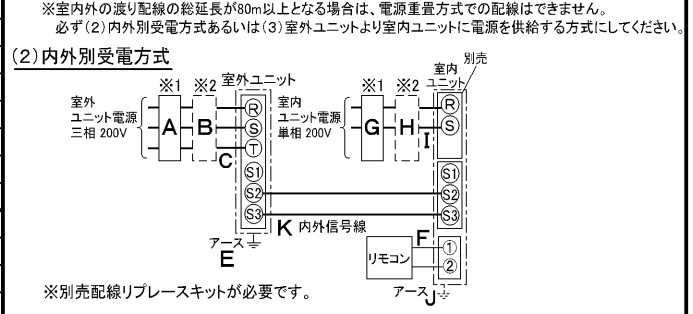 ※室内外の渡り配線の総延長が80m以上となる場合は、電源重畳方式での配線はできません。
必ず(2)内外別受電方式あるいは(3)室外ユニットより室内ユニットに電源を供給する方式にしてください。
(2)内外別受電方式
※1 ※2 室外ユニット
室外
ユニット電源
三相 200V
A B C
R
S
T
S1
S2
S3
アース
E
※1 ※2 室内
ユニット
別売
室内
ユニット電源
単相 200V
G H I
R
S
S1
S2
S3
K 内外信号線
F
リモコン
1
2
アース J
※別売配線リプレースキットが必要です。